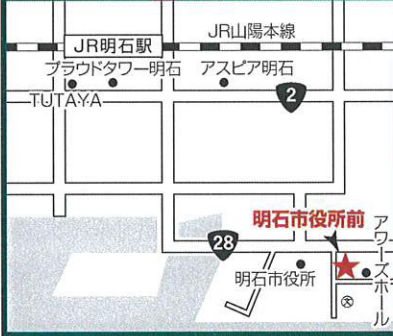 JR山陽本線
JR明石駅
プラウドタワー明石
アスピア明石
TUTAYA
2
明石市役所前
28
明石市役所
アワーズホール
文